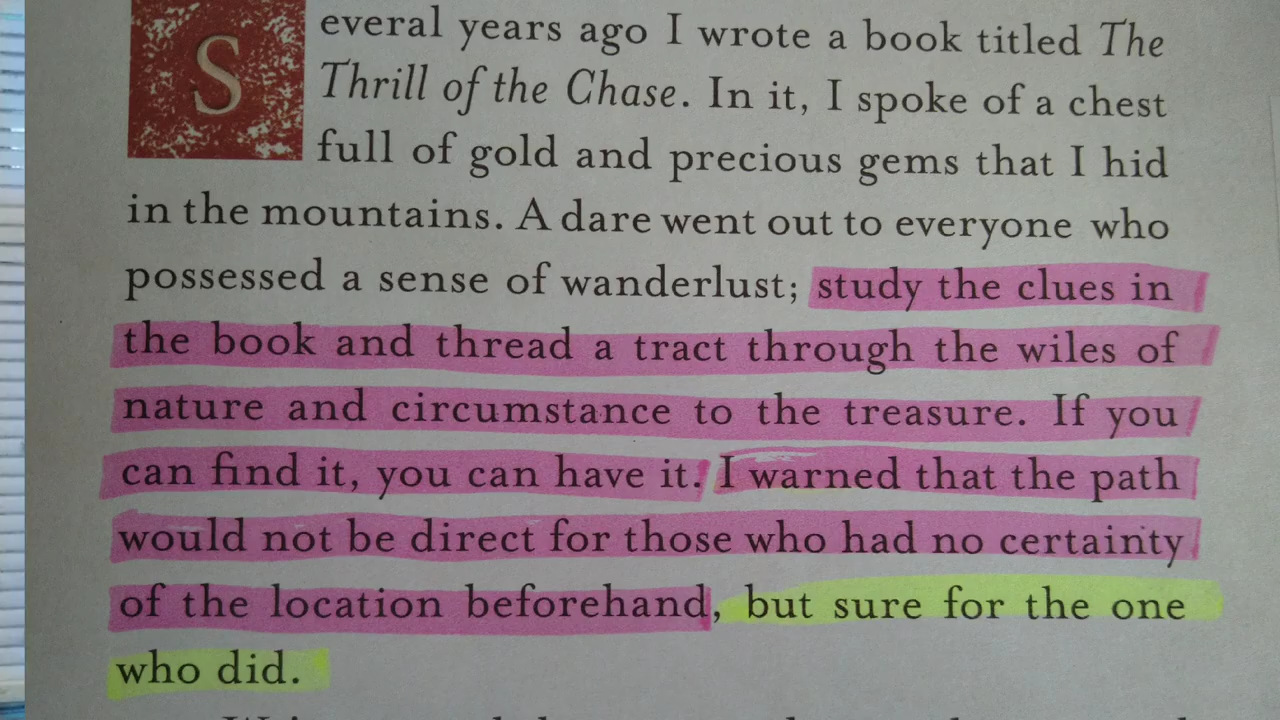 Several years ago I wrote a book titled The
Thrill of the Chase. In it, I spoke of a chest
full of gold and precious gems that I hid
in the mountains. A dare went out to everyone who
possessed a sense of wanderlust; study the clues in
the book and thread a tract through the wiles of
nature and circumstance to the treasure. If you
can find it, you can have it. I warned that the path
would not be direct for those who had no certainty
of the location beforehand, but sure for the one
who did.